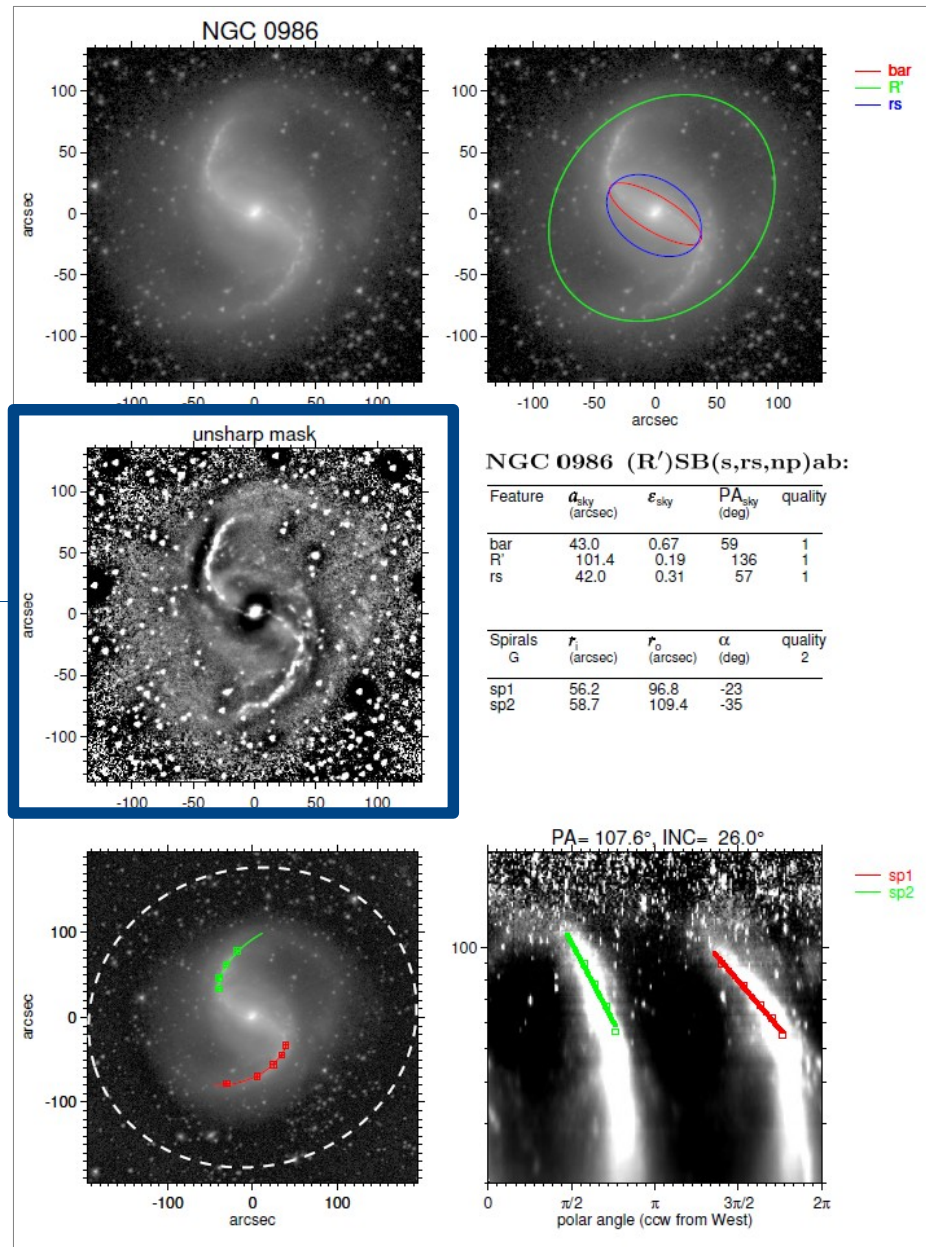 NGC 0986
bar
R'
rs
100
50
0
-50
-100
arcsec
-100 -50 0 50 100
-100 -50 0 50 100
arcsec
unsharp mask
100
50
0
-50
-100
arcsec
-100 -50 0 50 100
NGC 0986 (R′)SB(s,rs,np)ab:
Feature a_sky ε_sky PA_sky quality
(arcsec) (deg)
bar 43.0 0.67 59 1
R' 101.4 0.19 136 1
rs 42.0 0.31 57 1
Spirals r_i r_o α quality
G (arcsec) (arcsec) (deg) 2
sp1 56.2 96.8 -23
sp2 58.7 109.4 -35
100
0
-100
arcsec
-100 0 100
arcsec
PA= 107.6°, INC= 26.0°
sp1
sp2
100
0 π/2 π 3π/2 2π
polar angle (ccw from West)